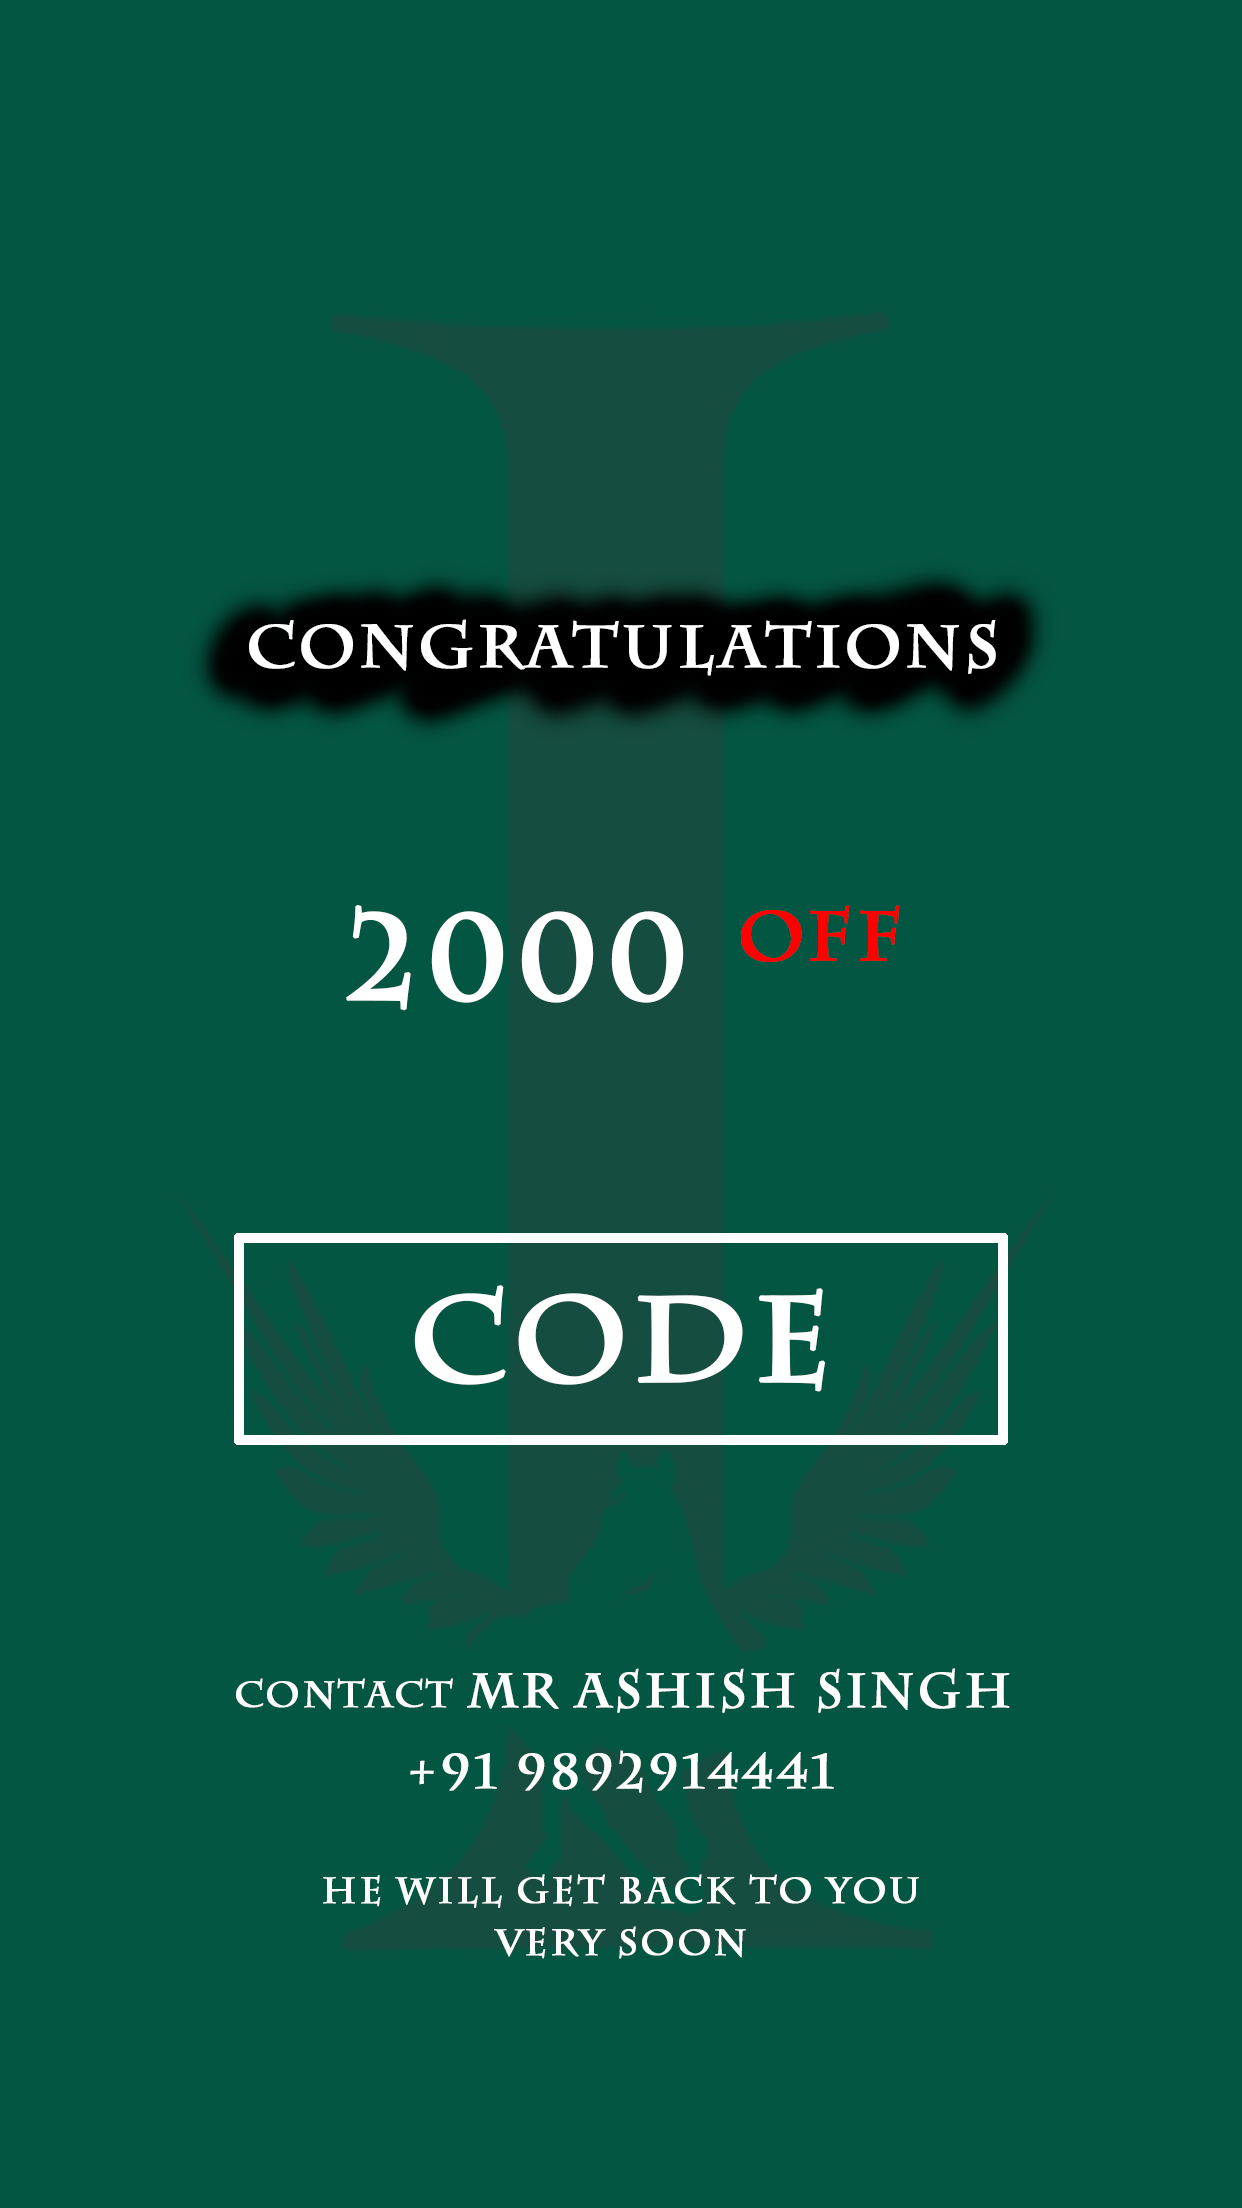 CONGRATULATIONS
2000 OFF
CODE
CONTACT MR ASHISH SINGH
+91 9892914441
HE WILL GET BACK TO YOU
VERY SOON